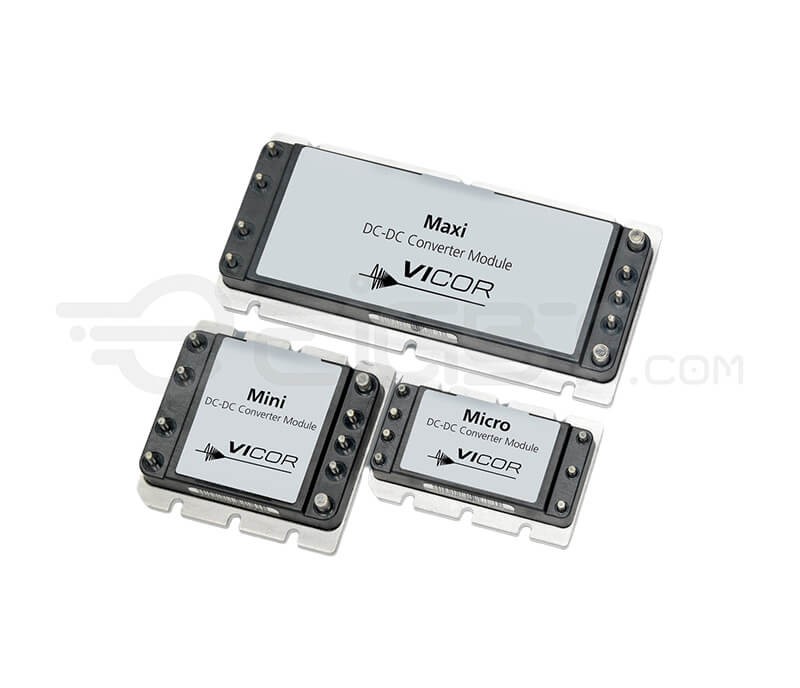 Maxi
DC-DC Converter Module
VICOR
Mini
DC-DC Converter Module
VICOR
Micro
DC-DC Converter Module
VICOR
.COM